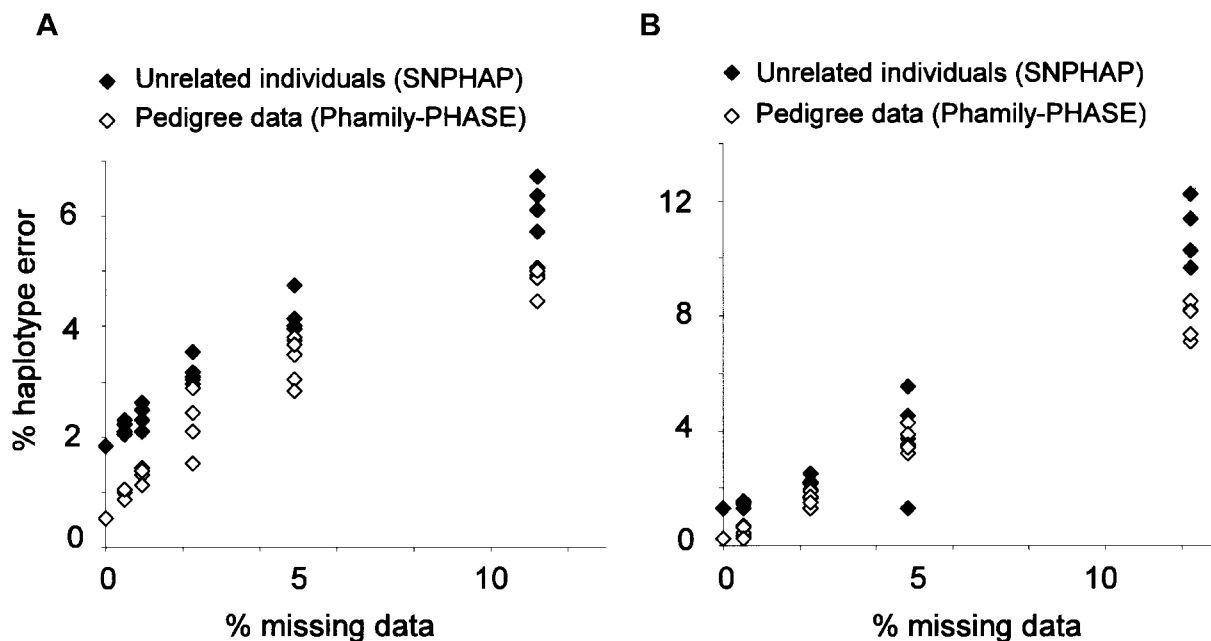 A
Unrelated individuals (SNPHAP)
Pedigree data (Phamily-PHASE)
% haplotype error
6
4
2
0
0
5
10
% missing data
B
Unrelated individuals (SNPHAP)
Pedigree data (Phamily-PHASE)
12
8
4
0
0
5
10
% missing data